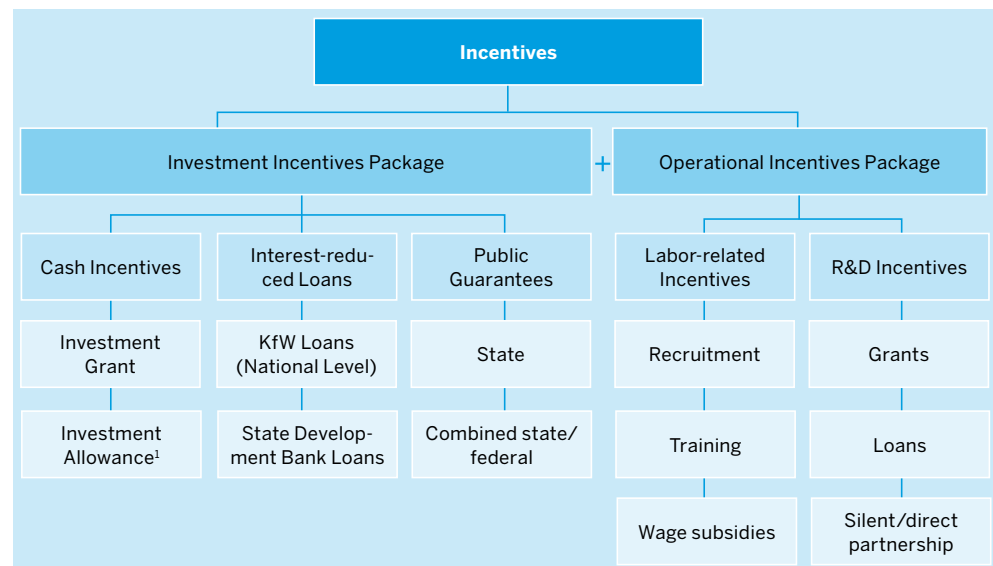 Incentives
Investment Incentives Package
+
Operational Incentives Package
Cash Incentives
Interest-redu-
ced Loans
Public
Guarantees
Labor-related
Incentives
R&D Incentives
Investment
Grant
KfW Loans
(National Level)
State
Recruitment
Grants
Investment
Allowance¹
State Develop-
ment Bank Loans
Combined state/
federal
Training
Loans
Wage subsidies
Silent/direct
partnership